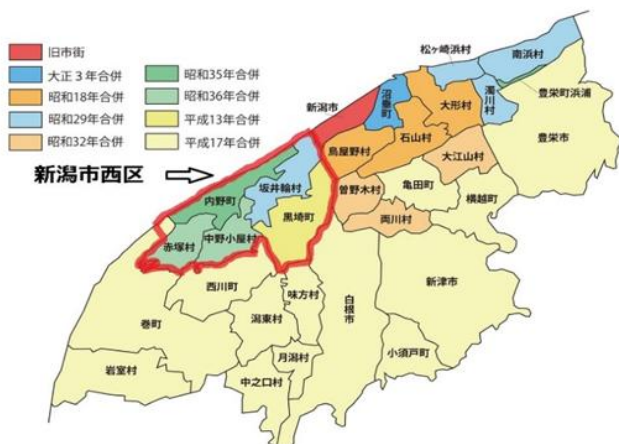 旧市街
大正3年合併
昭和18年合併
昭和29年合併
昭和32年合併
昭和35年合併
昭和36年合併
平成13年合併
平成17年合併
新潟市西区
松ヶ崎浜村
南浜村
新潟市
沼垂町
濁川村
豊栄町浜浦
大形村
石山村
豊栄市
鳥屋野村
大江山村
内野町
坂井輪村
曽野木村
亀田町
横越町
黒埼町
両川村
赤塚村
中野小屋村
西川町
味方村
白根市
新津市
巻町
潟東村
月潟村
小須戸町
岩室村
中之口村